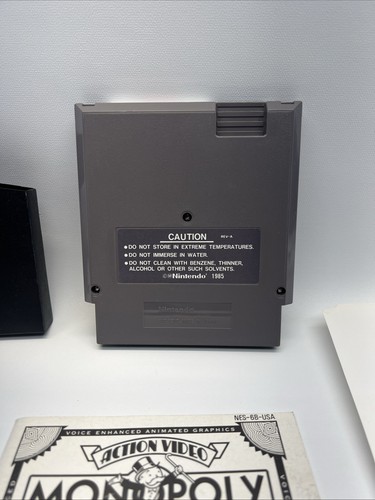 CAUTION REV-A
●DO NOT STORE IN EXTREME TEMPERATURES.
●DO NOT IMMERSE IN WATER.
●DO NOT CLEAN WITH BENZENE, THINNER,
ALCOHOL OR OTHER SUCH SOLVENTS.
©Nintendo® 1985
Nintendo
NES-6B-USA
VOICE ENHANCED ANIMATED GRAPHICS
ACTION VIDEO
MONOPOLY